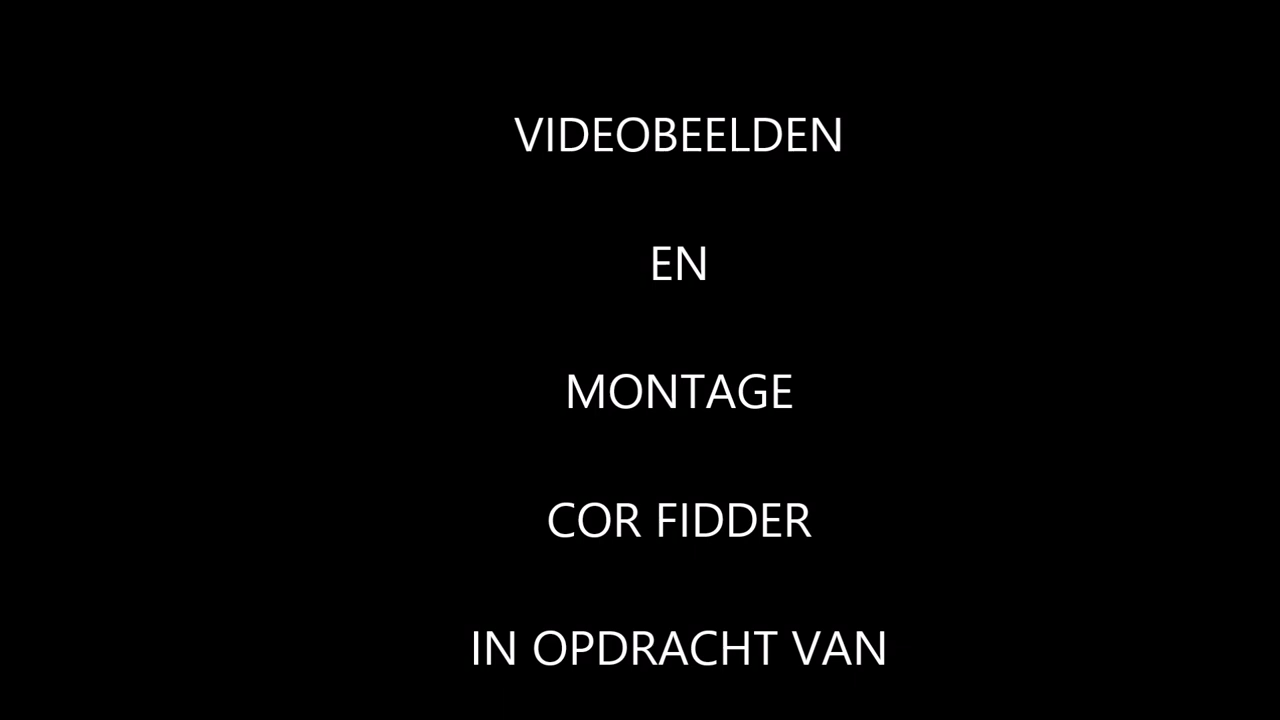 VIDEOBEELDEN
EN
MONTAGE
COR FIDDER
IN OPDRACHT VAN